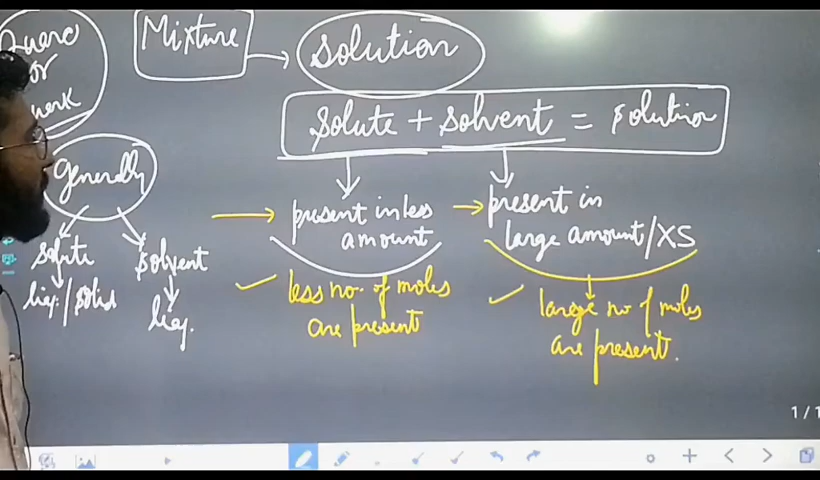 or
Mixture
solution
solute + solvent = solution
Generally
solute
liq./solid
solvent
liq.
present in less
amount
less no. of moles
are present
present in
large amount/XS
large no of moles
are present.
1/1